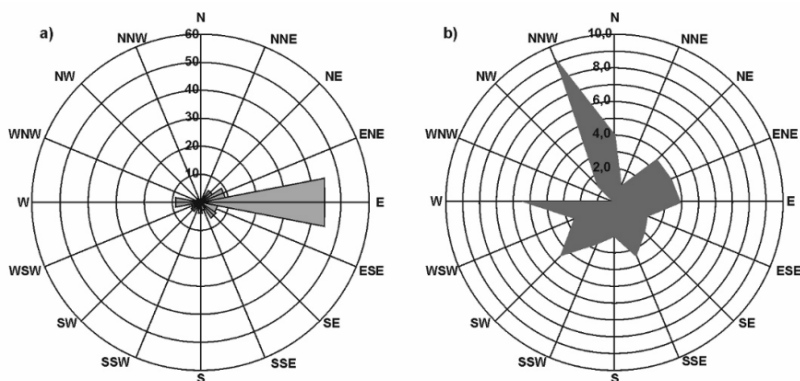 a)
N
NNE
NE
ENE
E
ESE
SE
SSE
S
SSW
SW
WSW
W
WNW
NW
NNW
60
50
40
30
20
10
b)
N
NNE
NE
ENE
E
ESE
SE
SSE
S
SSW
SW
WSW
W
WNW
NW
NNW
10,0
8,0
6,0
4,0
2,0